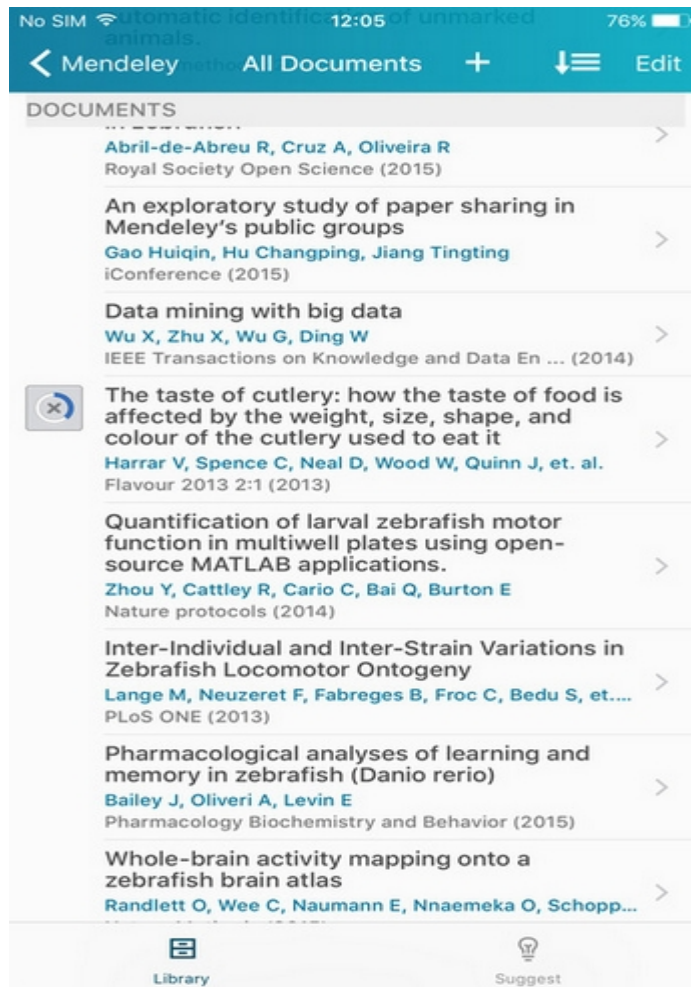 No SIM 12:05 76%
automatic identification of unmarked
animals.
Mendeley All Documents + Edit
DOCUMENTS
in zebrafish
Abril-de-Abreu R, Cruz A, Oliveira R
Royal Society Open Science (2015)
An exploratory study of paper sharing in
Mendeley's public groups
Gao Huiqin, Hu Changping, Jiang Tingting
iConference (2015)
Data mining with big data
Wu X, Zhu X, Wu G, Ding W
IEEE Transactions on Knowledge and Data En ... (2014)
The taste of cutlery: how the taste of food is
affected by the weight, size, shape, and
colour of the cutlery used to eat it
Harrar V, Spence C, Neal D, Wood W, Quinn J, et. al.
Flavour 2013 2:1 (2013)
Quantification of larval zebrafish motor
function in multiwell plates using open-
source MATLAB applications.
Zhou Y, Cattley R, Cario C, Bai Q, Burton E
Nature protocols (2014)
Inter-Individual and Inter-Strain Variations in
Zebrafish Locomotor Ontogeny
Lange M, Neuzeret F, Fabreges B, Froc C, Bedu S, et....
PLoS ONE (2013)
Pharmacological analyses of learning and
memory in zebrafish (Danio rerio)
Bailey J, Oliveri A, Levin E
Pharmacology Biochemistry and Behavior (2015)
Whole-brain activity mapping onto a
zebrafish brain atlas
Randlett O, Wee C, Naumann E, Nnaemeka O, Schopp...
Library Suggest